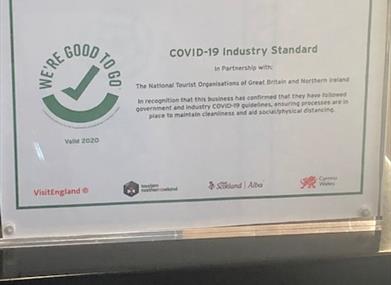 WE'RE GOOD TO GO
Valid 2020
COVID-19 Industry Standard
In Partnership with:
The National Tourist Organisations of Great Britain and Northern Ireland
In recognition that this business has confirmed that they have followed
government and industry COVID-19 guidelines, ensuring processes are in
place to maintain cleanliness and aid social/physical distancing.
VisitEngland
tourism
northernireland
Scotland | Alba
Cymru
Wales